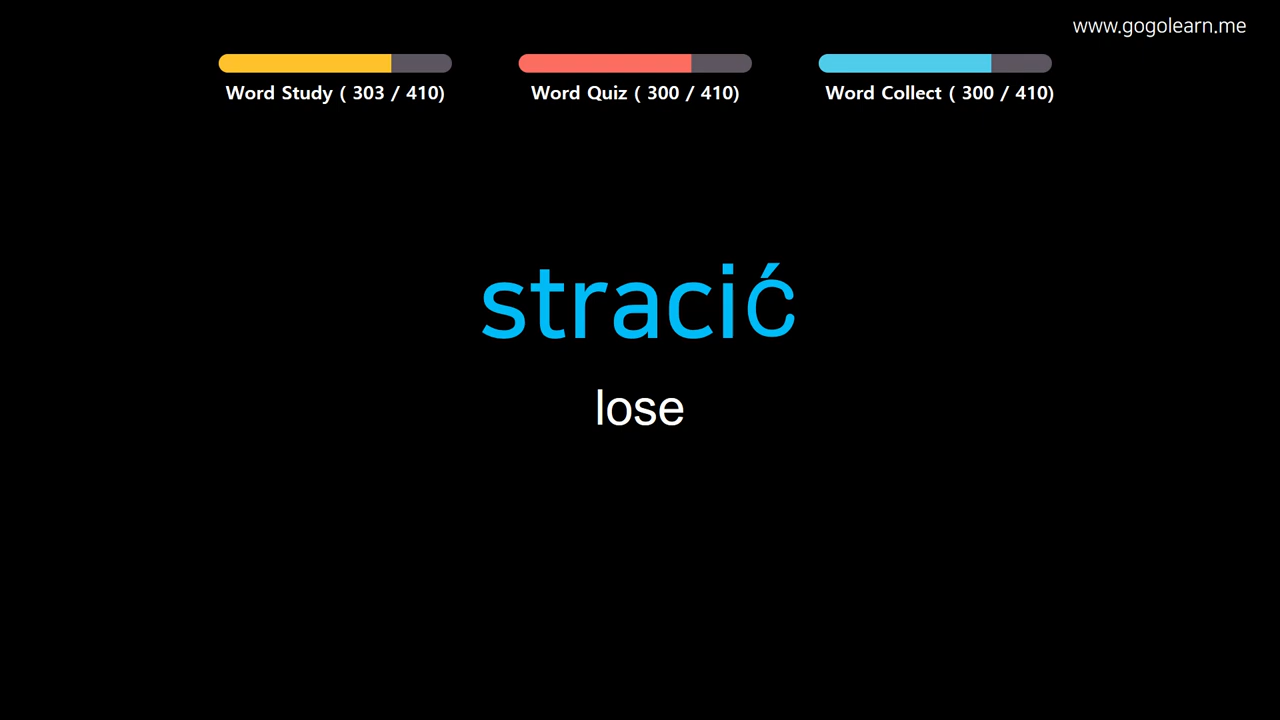 www.gogolearn.me
Word Study ( 303 / 410)
Word Quiz ( 300 / 410)
Word Collect ( 300 / 410)
stracić
lose